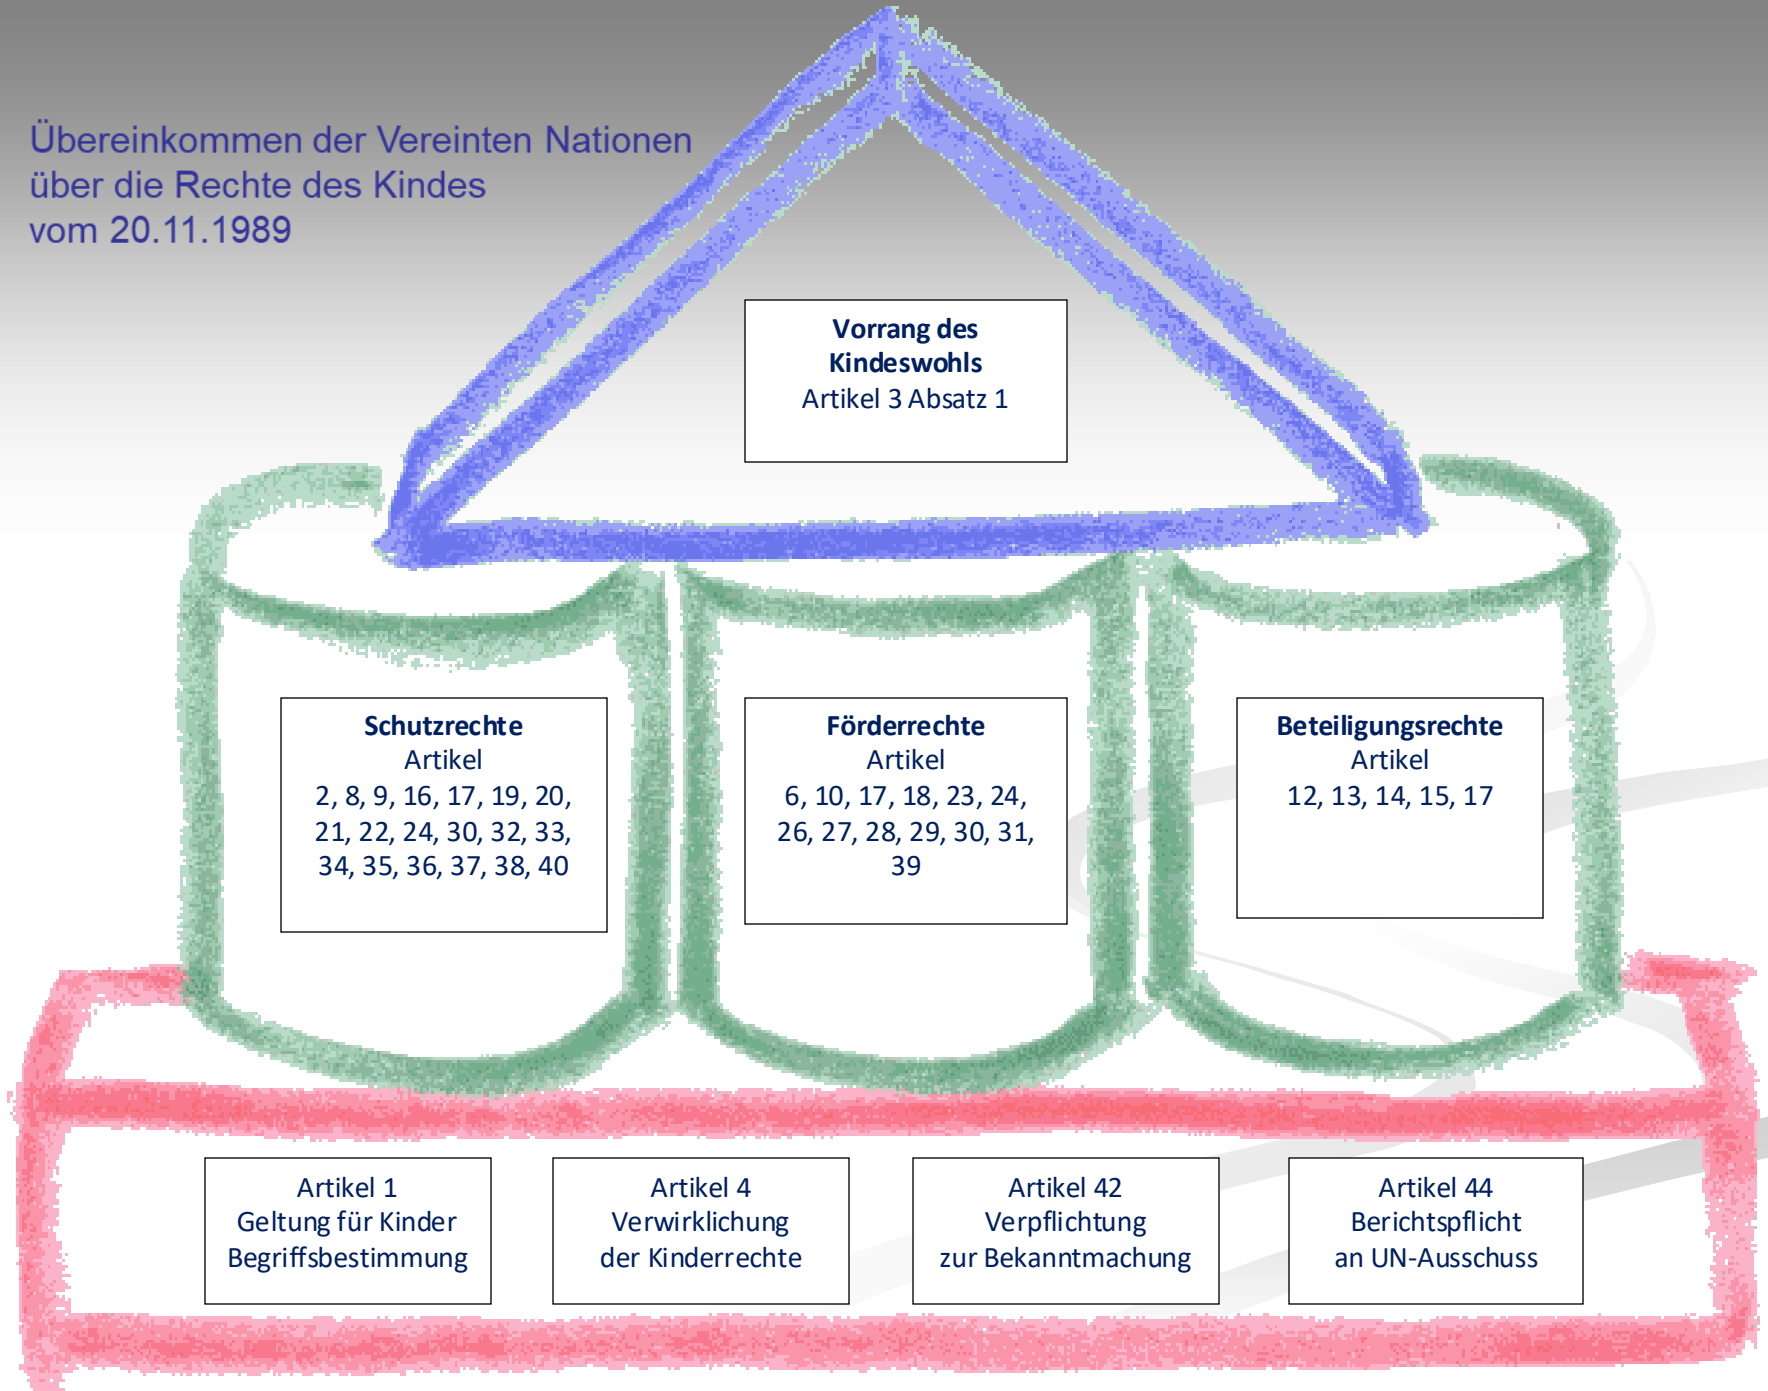 Übereinkommen der Vereinten Nationen
über die Rechte des Kindes
vom 20.11.1989
Vorrang des
Kindeswohls
Artikel 3 Absatz 1
Schutzrechte
Artikel
2, 8, 9, 16, 17, 19, 20,
21, 22, 24, 30, 32, 33,
34, 35, 36, 37, 38, 40
Förderrechte
Artikel
6, 10, 17, 18, 23, 24,
26, 27, 28, 29, 30, 31,
39
Beteiligungsrechte
Artikel
12, 13, 14, 15, 17
Artikel 1
Geltung für Kinder
Begriffsbestimmung
Artikel 4
Verwirklichung
der Kinderrechte
Artikel 42
Verpflichtung
zur Bekanntmachung
Artikel 44
Berichtspflicht
an UN-Ausschuss